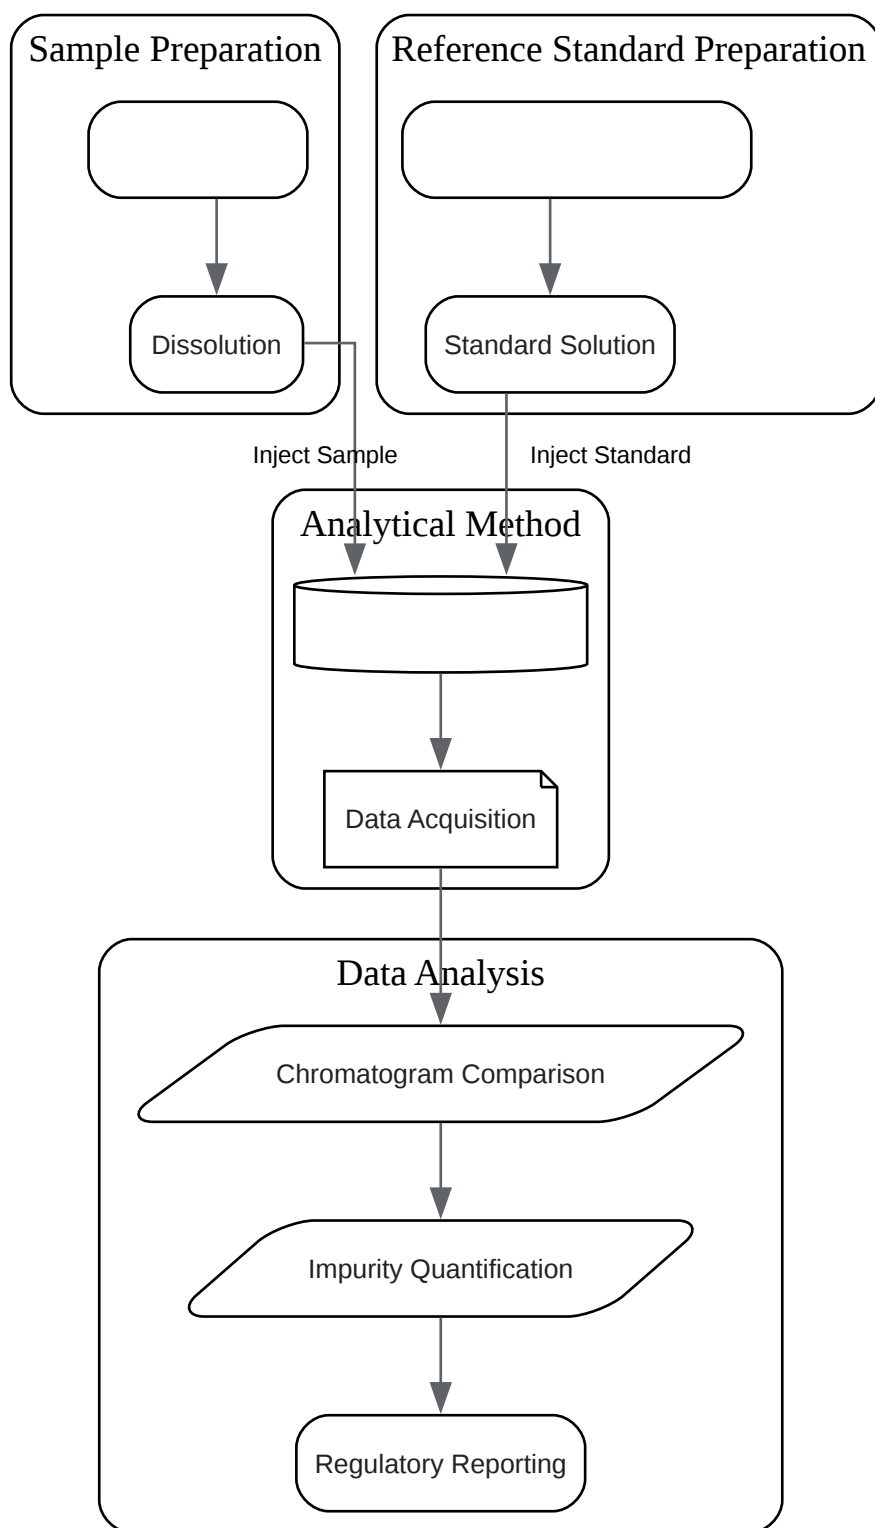 Sample Preparation
Reference Standard Preparation
Dissolution
Standard Solution
Inject Sample
Inject Standard
Analytical Method
Data Acquisition
Data Analysis
Chromatogram Comparison
Impurity Quantification
Regulatory Reporting